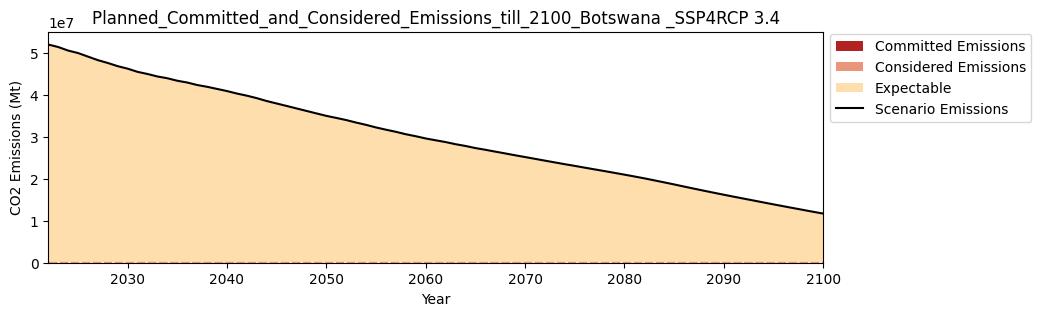 Planned_Committed_and_Considered_Emissions_till_2100_Botswana _SSP4RCP 3.4
1e7
5
4
3
2
1
0
CO2 Emissions (Mt)
2030 2040 2050 2060 2070 2080 2090 2100
Year
Committed Emissions
Considered Emissions
Expectable
Scenario Emissions